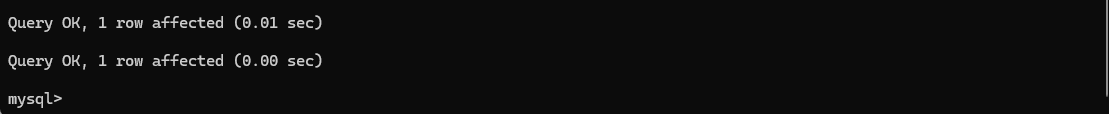 Query OK, 1 row affected (0.01 sec)
Query OK, 1 row affected (0.00 sec)
mysql>